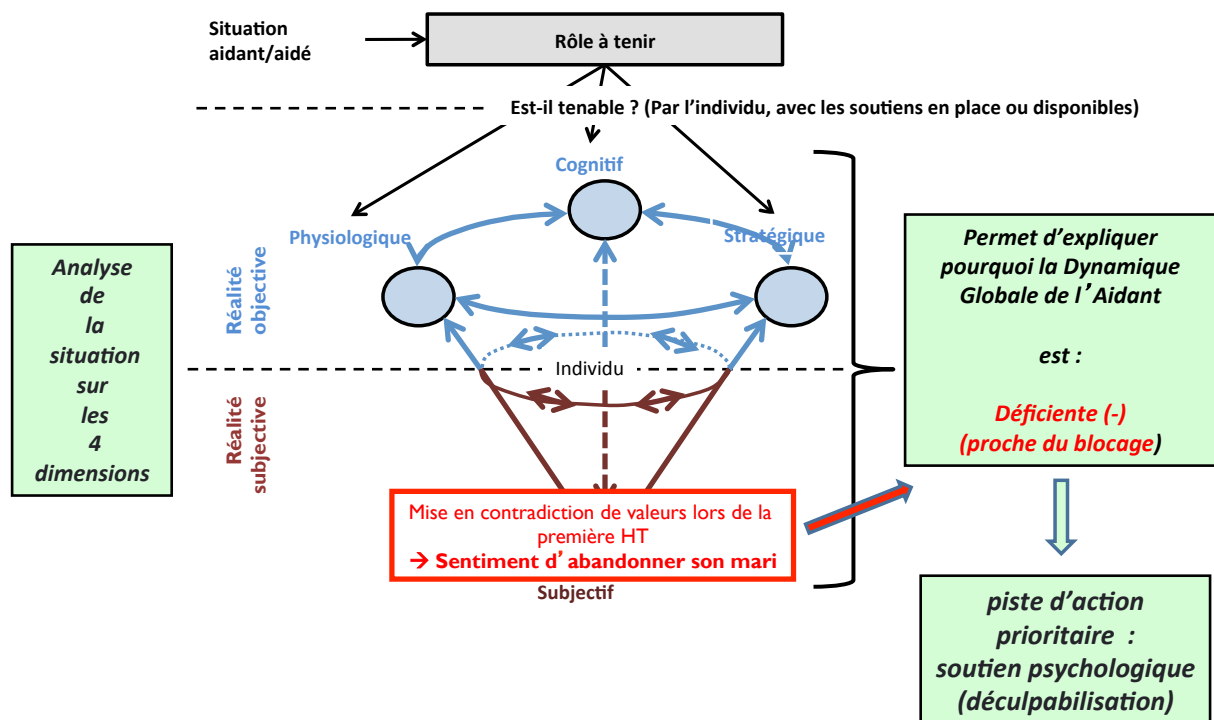 Situation
aidant/aidé
Rôle à tenir
Est-il tenable ? (Par l'individu, avec les soutiens en place ou disponibles)
Cognitif
Physiologique
Stratégique
Analyse
de
la
situation
sur
les
4
dimensions
Réalité
objective
Individu
Réalité
subjective
Mise en contradiction de valeurs lors de la
première HT
→ Sentiment d'abandonner son mari
Subjectif
Permet d'expliquer
pourquoi la Dynamique
Globale de l'Aidant
est :
Déficiente (-)
(proche du blocage)
piste d'action
prioritaire :
soutien psychologique
(déculpabilisation)